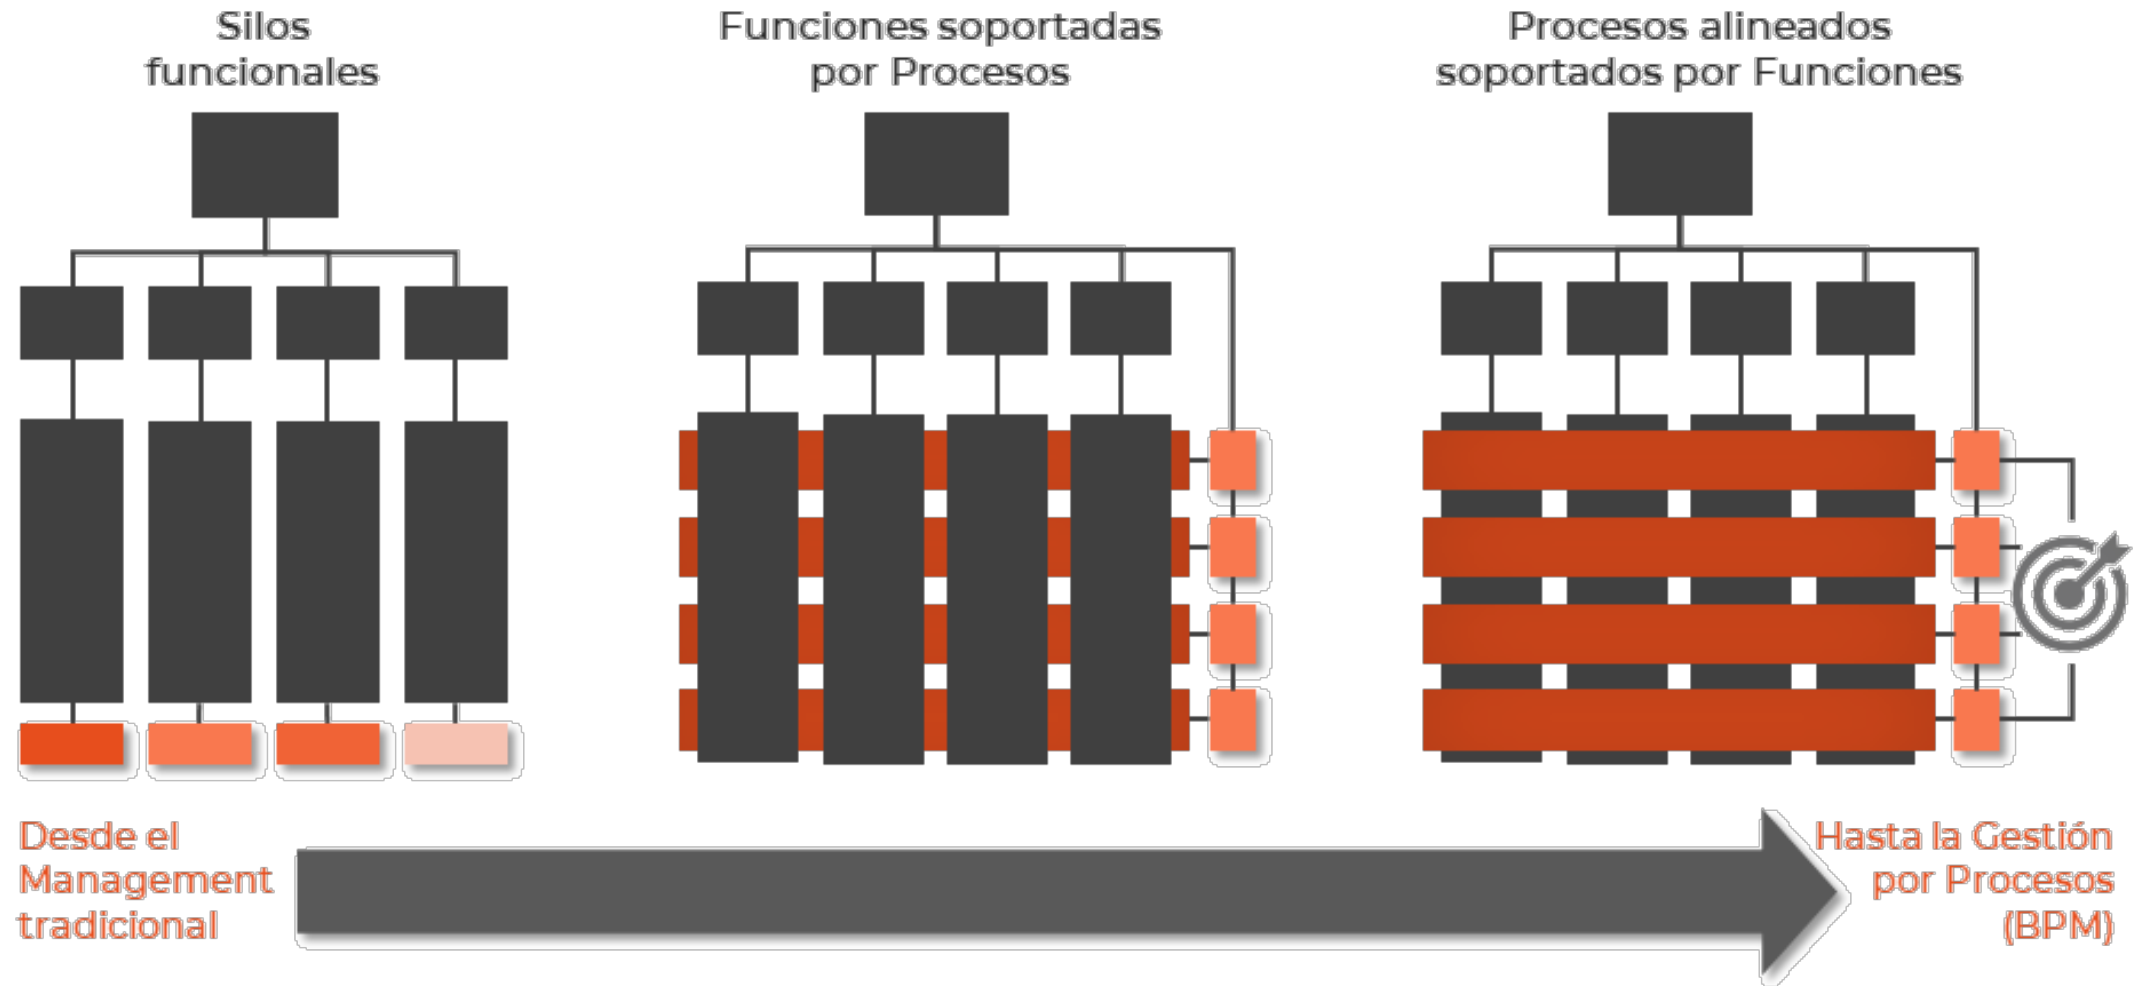 Silos
funcionales
Funciones soportadas
por Procesos
Procesos alineados
soportados por Funciones
Desde el
Management
tradicional
Hasta la Gestión
por Procesos
(BPM)